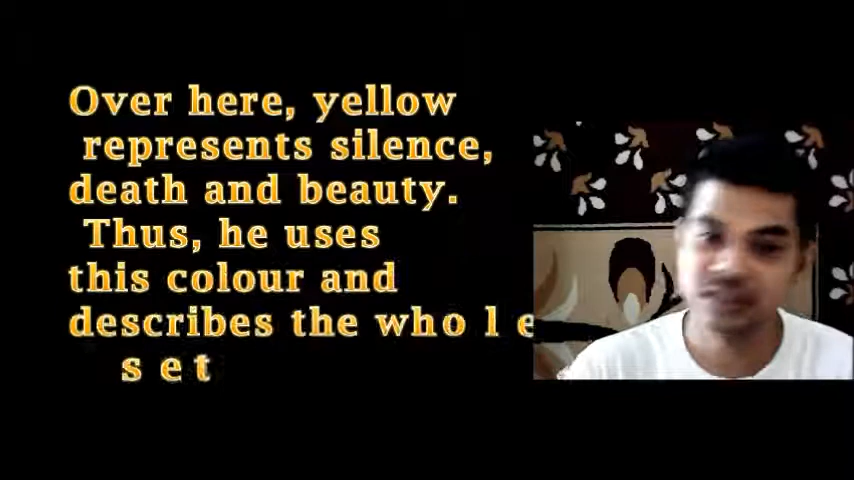 Over here, yellow
represents silence,
death and beauty.
Thus, he uses
this colour and
describes the who l e
s e t